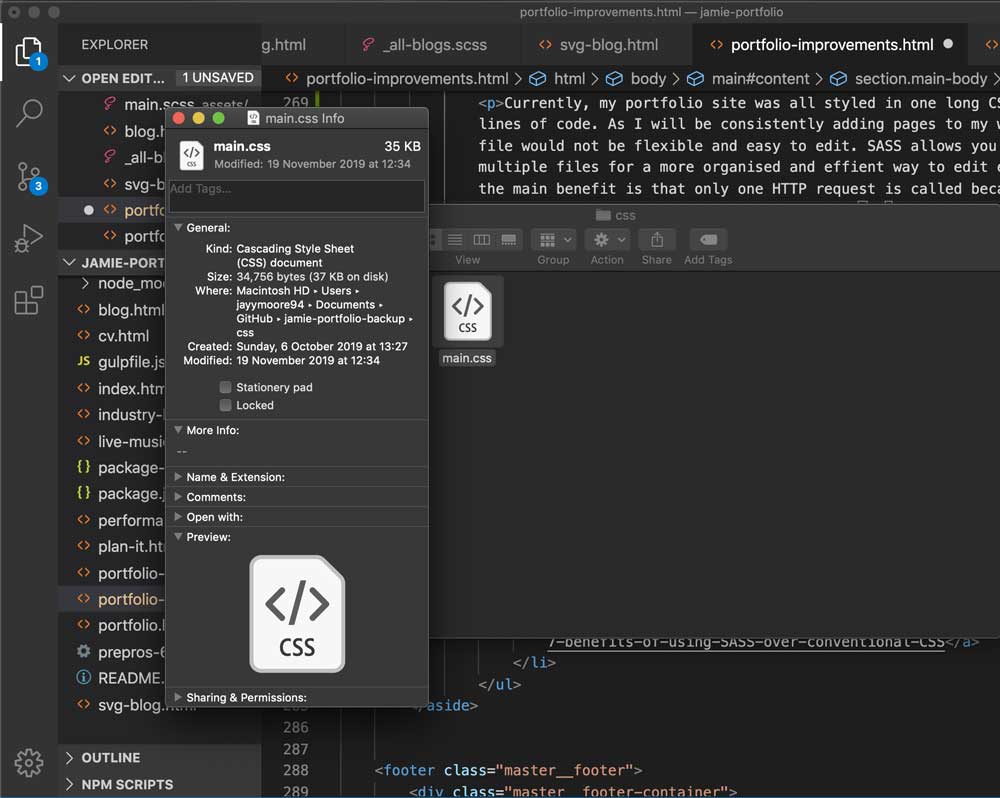 portfolio-improvements.html — jamie-portfolio
EXPLORER
g.html
_all-blogs.scss
svg-blog.html
portfolio-improvements.html
OPEN EDIT...
1 UNSAVED
portfolio-improvements.html > html > body > main#content > section.main-body >
main.scss assets/
blog.h
_all-b
svg-b
portfo
portfo
JAMIE-PORT
node_mo
blog.html
cv.html
gulpfile.js
index.htm
industry-
live-musi
package-
package.j
performa
plan-it.ht
portfolio-
portfolio-
portfolio.
prepros-6
README.
svg-blog.html
OUTLINE
NPM SCRIPTS
1
3
JS
269
<p>Currently, my portfolio site was all styled in one long CS
lines of code. As I will be consistently adding pages to my w
file would not be flexible and easy to edit. SASS allows you
multiple files for a more organised and effient way to edit e
the main benefit is that only one HTTP request is called beca
main.css Info
main.css 35 KB
Modified: 19 November 2019 at 12:34
Add Tags...
General:
Kind: Cascading Style Sheet
(CSS) document
Size: 34,756 bytes (37 KB on disk)
Where: Macintosh HD ▸ Users ▸
jayymoore94 ▸ Documents ▸
GitHub ▸ jamie-portfolio-backup ▸
css
Created: Sunday, 6 October 2019 at 13:27
Modified: 19 November 2019 at 12:34
Stationery pad
Locked
More Info:
--
Name & Extension:
Comments:
Open with:
Preview:
</>
CSS
Sharing & Permissions:
css
View Group Action Share Add Tags
</>
CSS
main.css
7-benefits-of-using-SASS-over-conventional-CSS</a>
</li>
</ul>
/aside>
286
287
288 <footer class="master__footer">
289 <div class="master__footer-container">